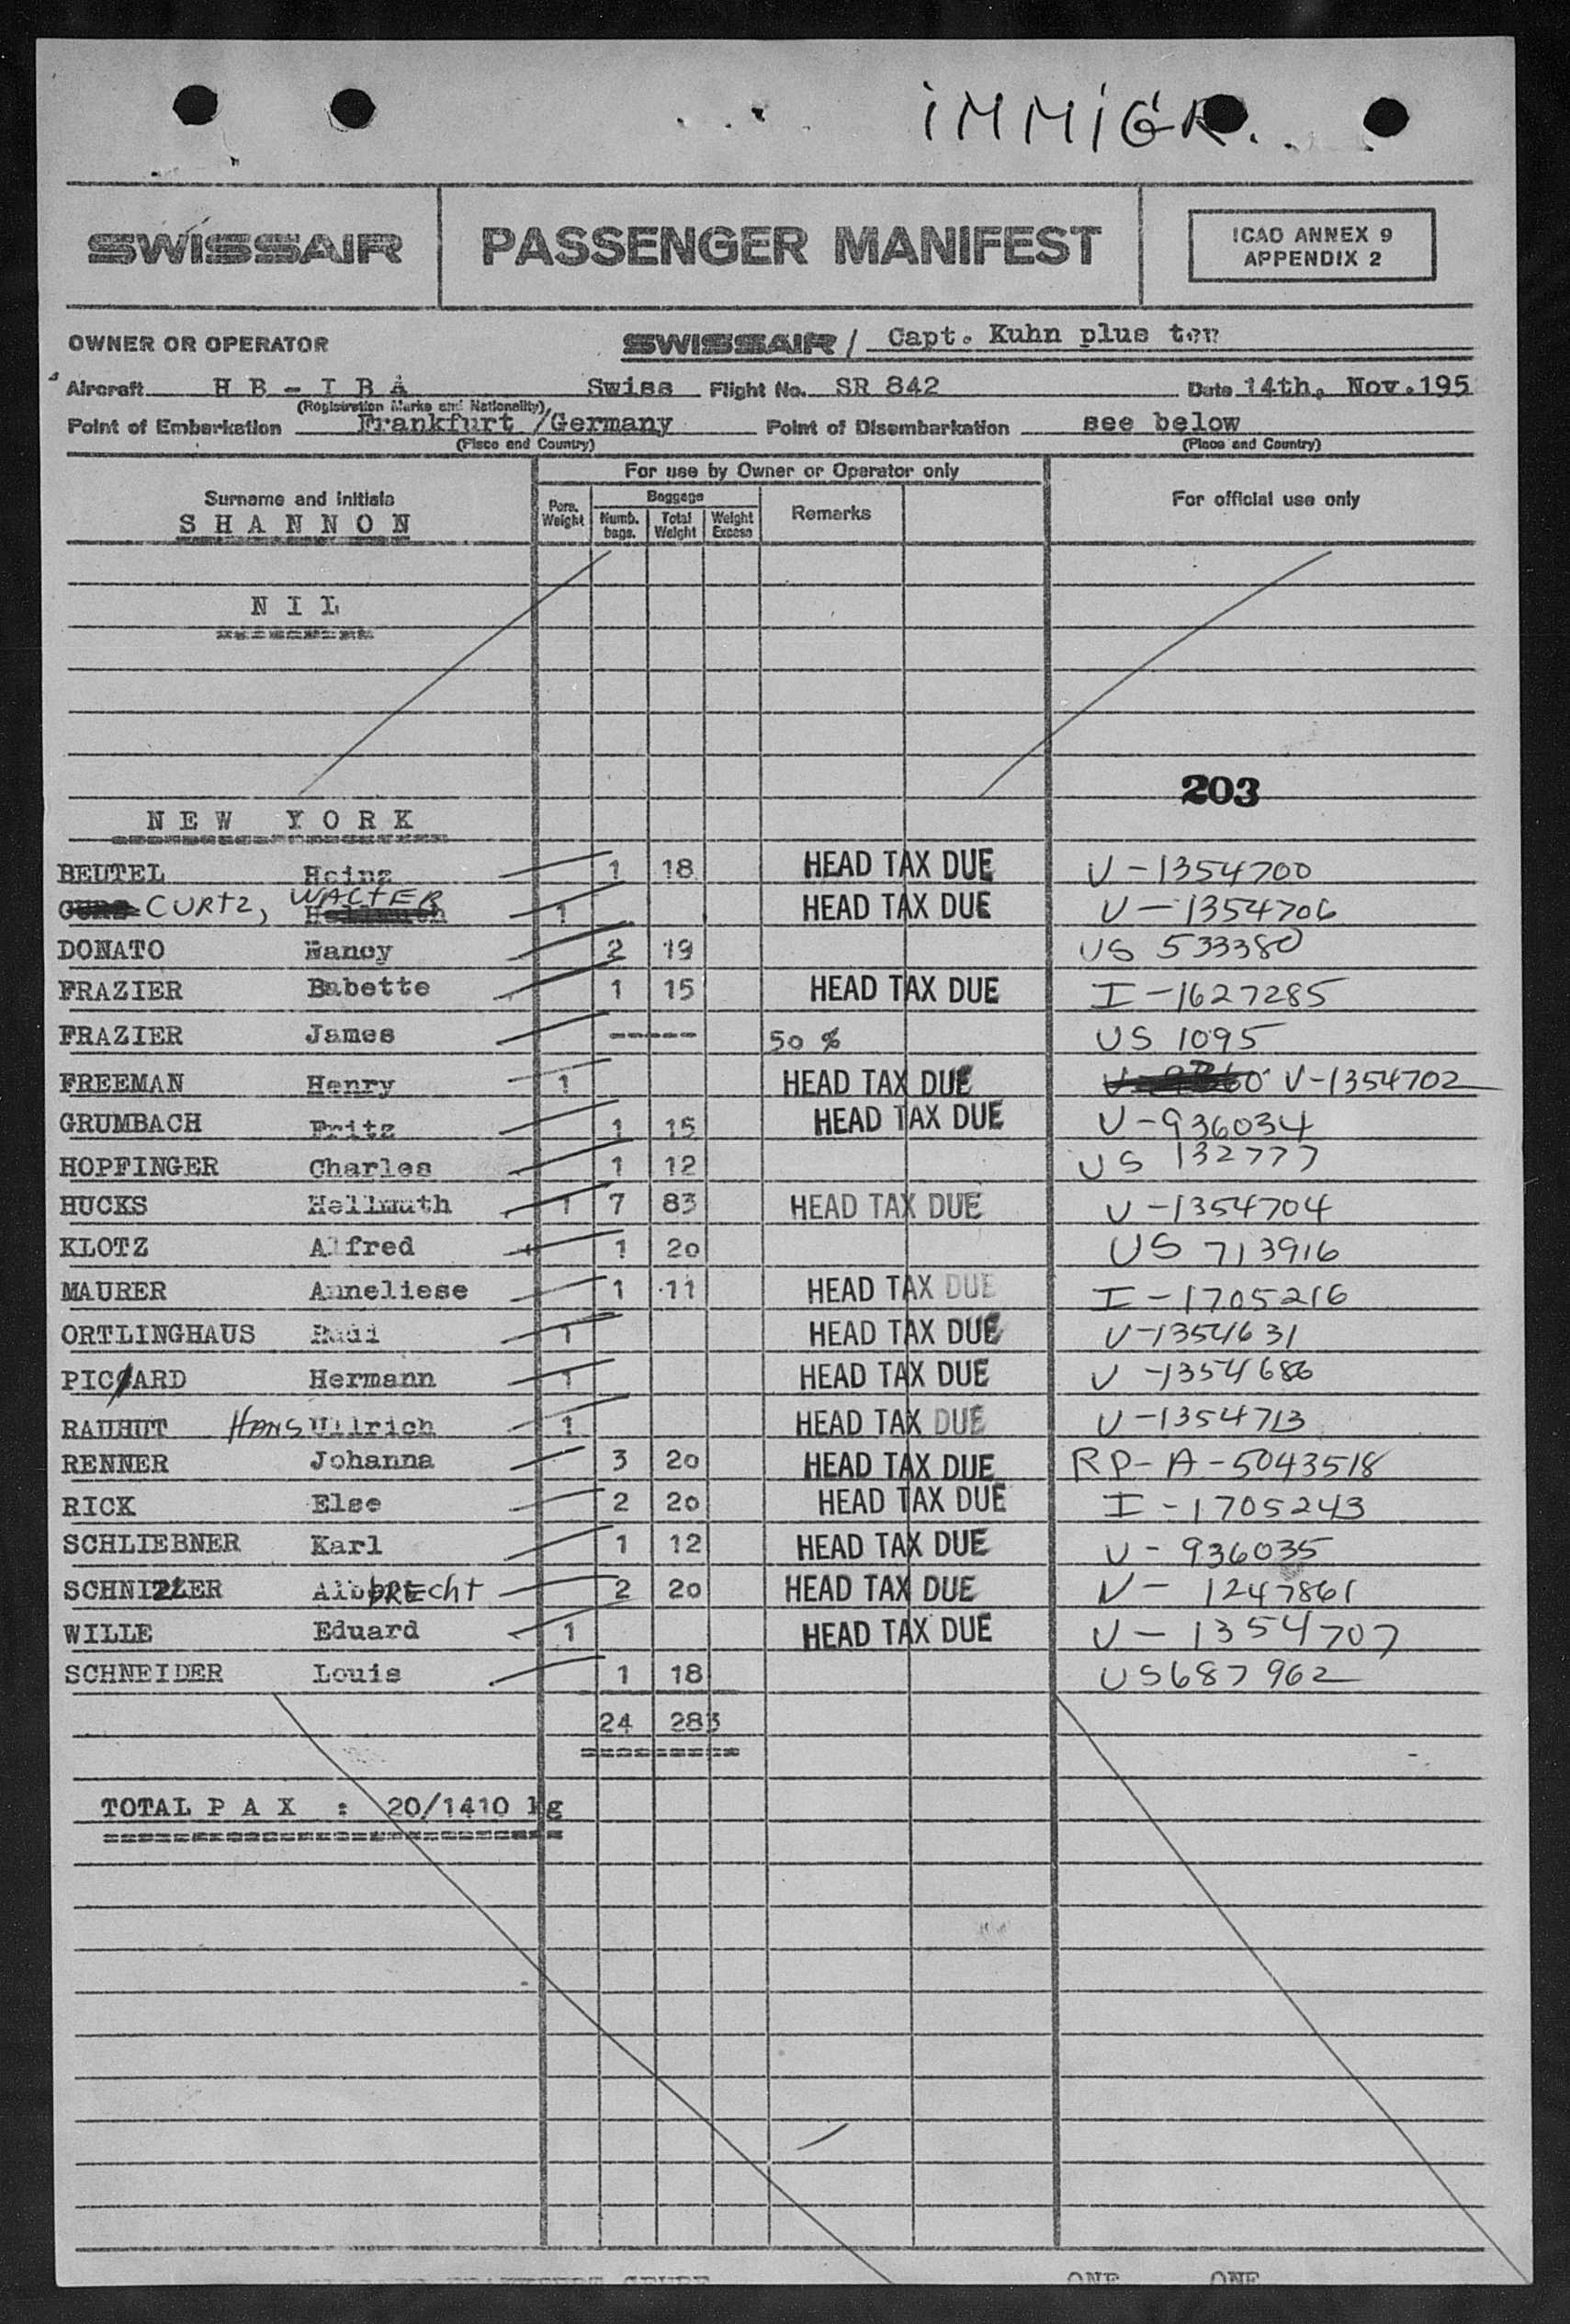 iMMiGR.
SWISSAIR PASSENGER MANIFEST ICAO ANNEX 9
APPENDIX 2
OWNER OR OPERATOR SWISSAIR / Capt. Kuhn plus ten
Aircraft H B - I B A Swiss Flight No. SR 842 Date 14th, Nov.195
(Registration Marks and Nationality)
Point of Embarkation Frankfurt /Germany Point of Disembarkation see below
(Place and Country) (Place and Country)
For use by Owner or Operator only
Surname and Initials Pers. Weight Baggage Remarks For official use only
S H A N N O N Numb. bags. Total Weight Weight Excess
N I L
203
N E W Y O R K
BEUTEL Heinz 1 18 HEAD TAX DUE V-1354700
CURTZ, WALTER 1 HEAD TAX DUE V-1354706
DONATO Nancy 2 19 US 533380
FRAZIER Babette 1 15 HEAD TAX DUE I-1627285
FRAZIER James ----- 50 % US 1095
FREEMAN Henry 1 HEAD TAX DUE V-1354702
GRUMBACH Fritz 1 15 HEAD TAX DUE V-936034
HOPFINGER Charles 1 12 US 132777
HUCKS Hellmuth 1 7 83 HEAD TAX DUE V-1354704
KLOTZ Alfred 1 20 US 713916
MAURER Anneliese 1 11 HEAD TAX DUE I-1705216
ORTLINGHAUS Rudi 1 HEAD TAX DUE V-1354631
PICARD Hermann 1 HEAD TAX DUE V-1354686
RAUHUT HANS Ullrich 1 HEAD TAX DUE V-1354713
RENNER Johanna 3 20 HEAD TAX DUE RP-A-5043518
RICK Else 2 20 HEAD TAX DUE I-1705243
SCHLIEBNER Karl 1 12 HEAD TAX DUE V-936035
SCHNITZLER AlbRECht 2 20 HEAD TAX DUE V-1247861
WILLE Eduard 1 HEAD TAX DUE V-1354707
SCHNEIDER Louis 1 18 US687962
24 283
TOTAL P A X : 20/1410 kg
ONE ONE